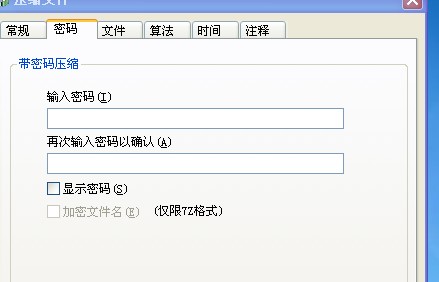 压缩文件
常规 密码 文件 算法 时间 注释
带密码压缩
输入密码(I)
再次输入密码以确认(A)
显示密码(S)
加密文件名(E) (仅限7Z格式)